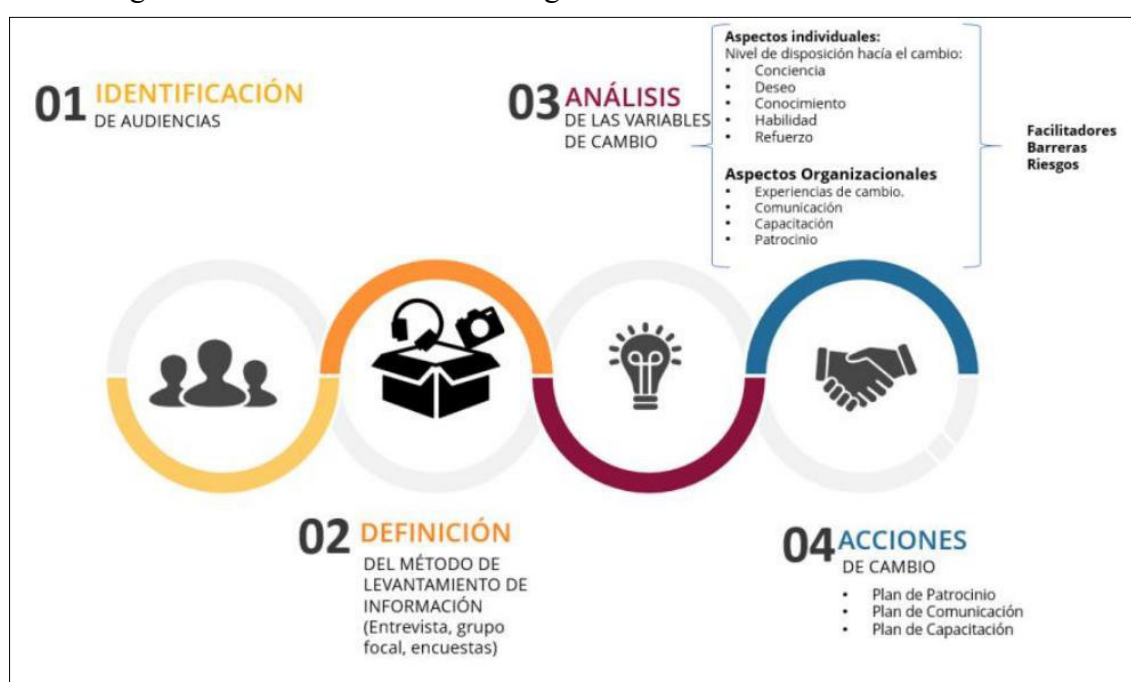 01 IDENTIFICACIÓN
DE AUDIENCIAS
03 ANÁLISIS
DE LAS VARIABLES
DE CAMBIO
Aspectos individuales:
Nivel de disposición hacía el cambio:
• Conciencia
• Deseo
• Conocimiento
• Habilidad
• Refuerzo
Aspectos Organizacionales
• Experiencias de cambio.
• Comunicación
• Capacitación
• Patrocinio
Facilitadores
Barreras
Riesgos
02 DEFINICIÓN
DEL MÉTODO DE
LEVANTAMIENTO DE
INFORMACIÓN
(Entrevista, grupo
focal, encuestas)
04 ACCIONES
DE CAMBIO
• Plan de Patrocinio
• Plan de Comunicación
• Plan de Capacitación